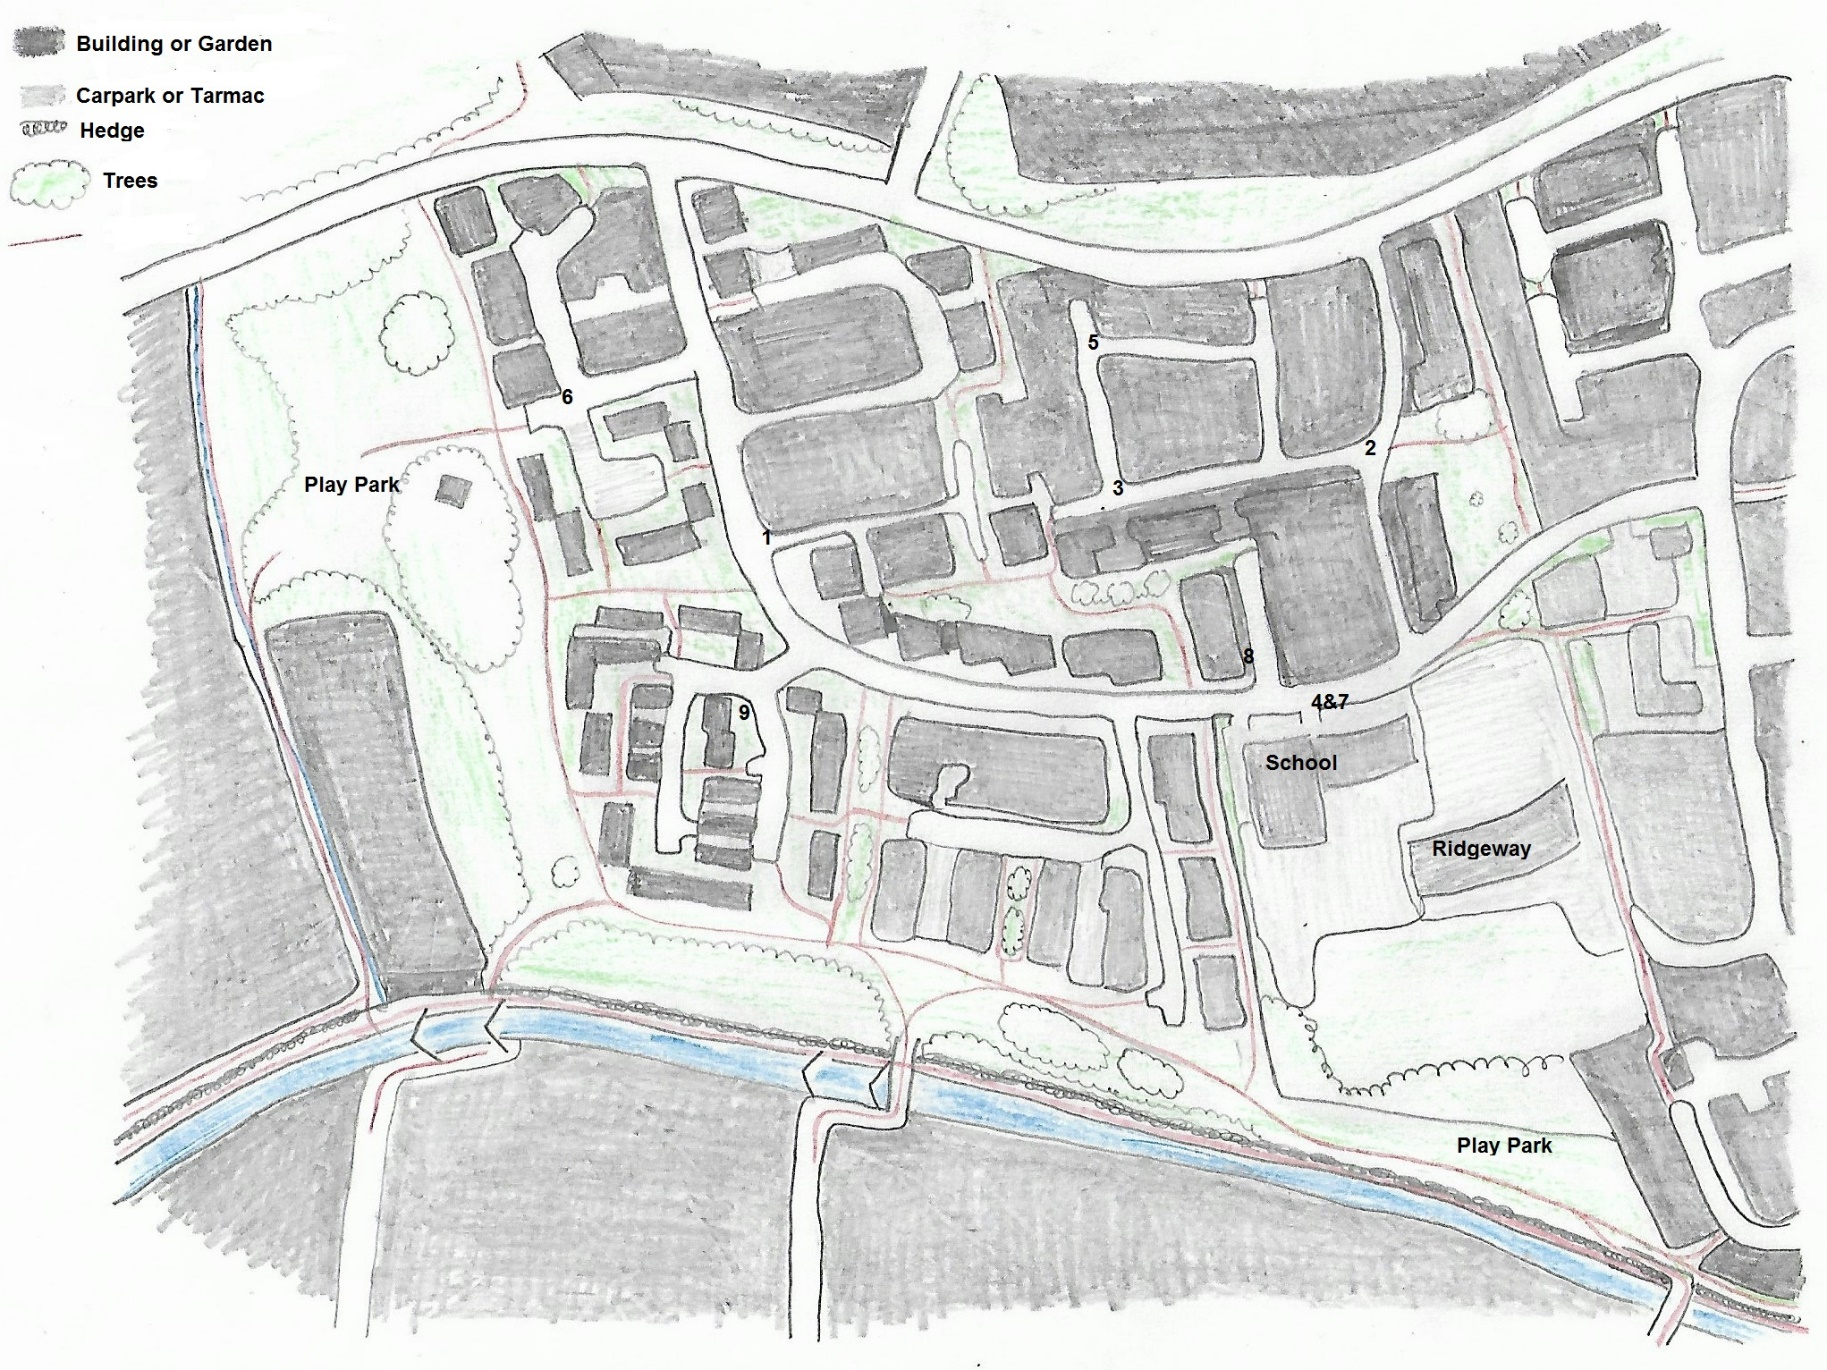 Building or Garden
Carpark or Tarmac
Hedge
Trees
5
6
2
Play Park
3
1
8
4&7
9
School
Ridgeway
Play Park